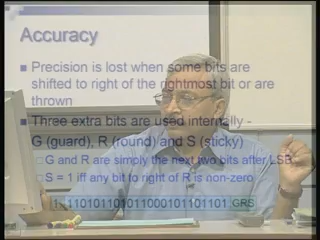 Accuracy
Precision is lost when some bits are
shifted to right of the rightmost bit or are
thrown
Three extra bits are used internally -
G (guard), R (round) and S (sticky)
G and R are simply the next two bits after LSB
S = 1 iff any bit to right of R is non-zero
GRS